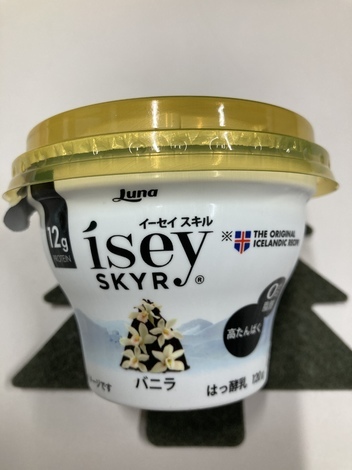 Luna
イーセイ スキル
12g
PROTEIN
ísey
SKYR®
※ THE ORIGINAL
ICELANDIC RECIPE
高たんぱく
バニラ
はっ酵乳